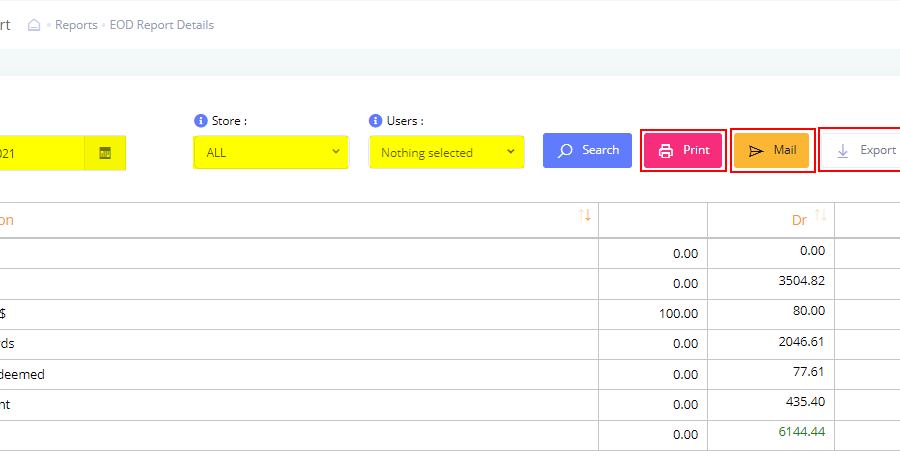 rt Reports EOD Report Details
Store : Users :
021 ALL Nothing selected Search Print Mail Export
on Dr
0.00 0.00
0.00 3504.82
$ 100.00 80.00
rds 0.00 2046.61
deemed 0.00 77.61
nt 0.00 435.40
0.00 6144.44